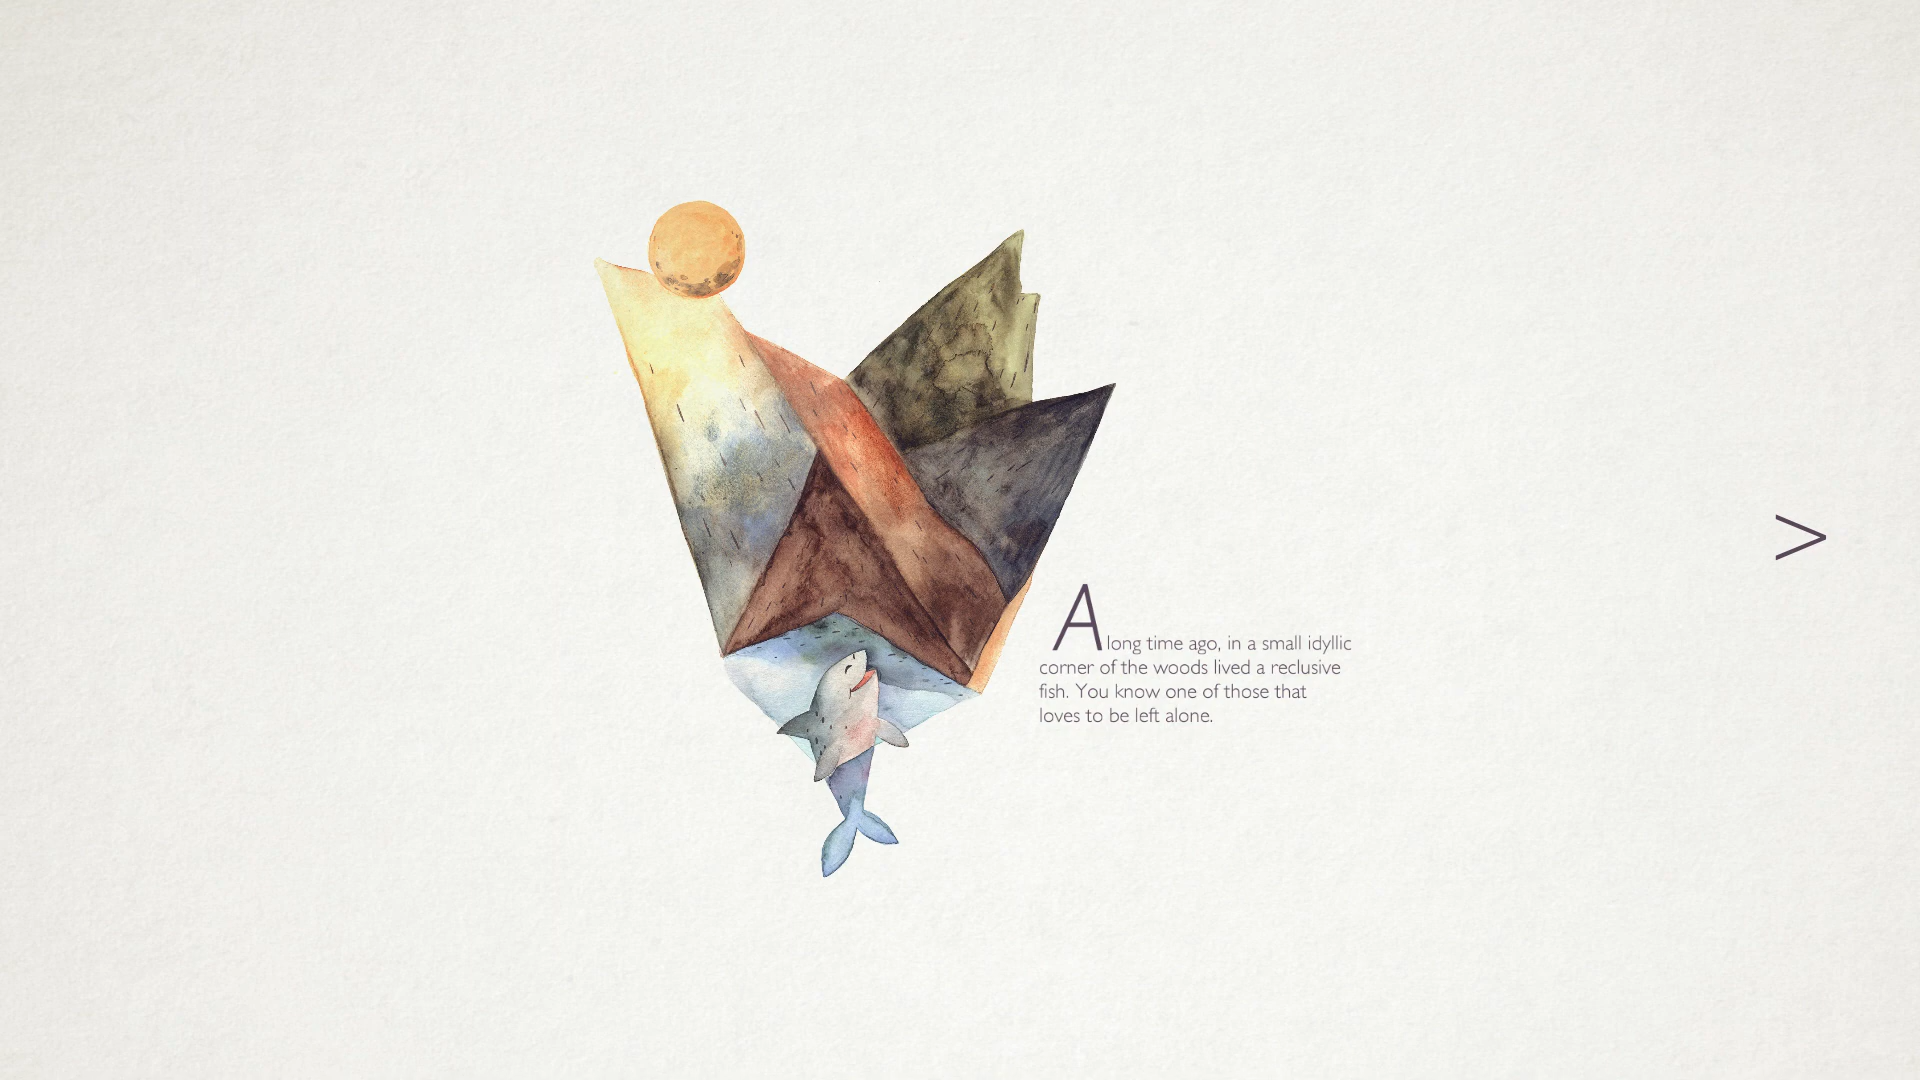 A long time ago, in a small idyllic
corner of the woods lived a reclusive
fish. You know one of those that
loves to be left alone.
>